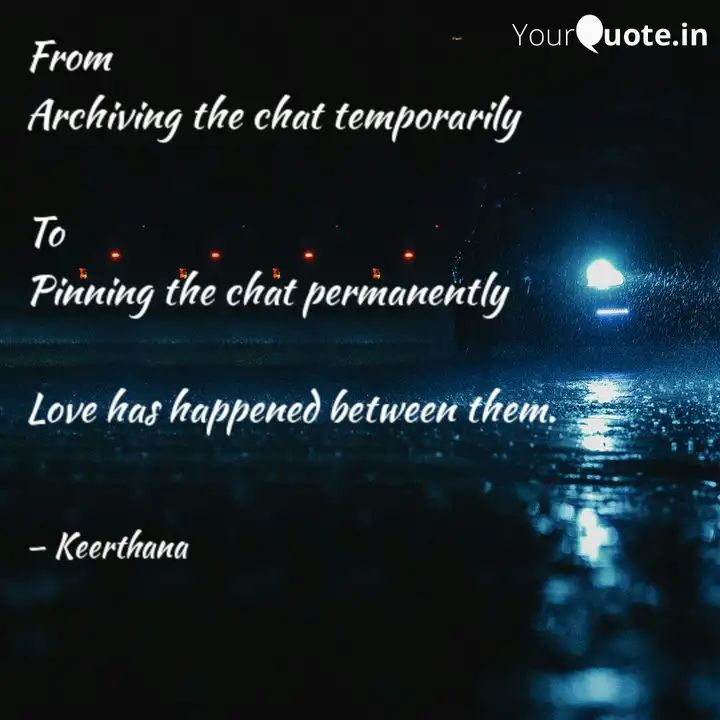 YourQuote.in
From
Archiving the chat temporarily
To
Pinning the chat permanently
Love has happened between them.
– Keerthana